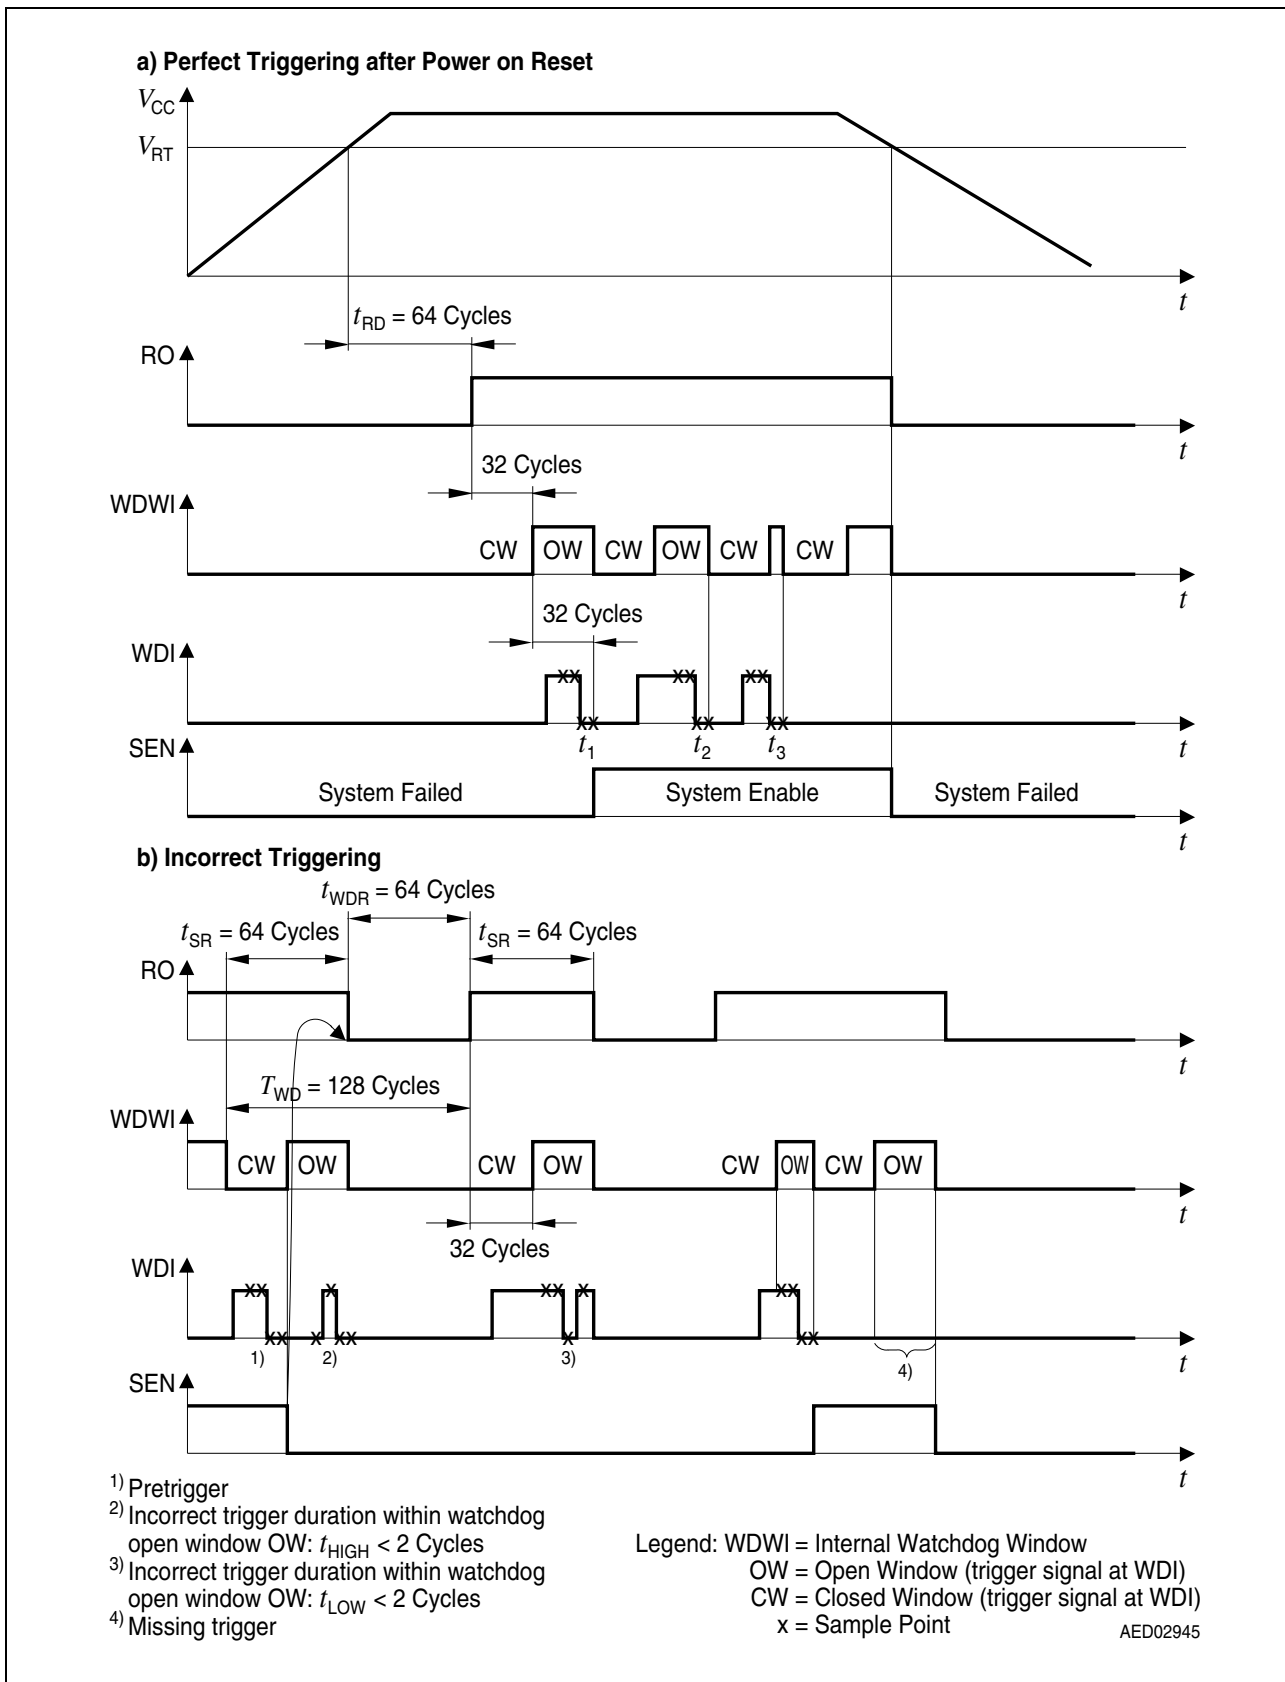 a) Perfect Triggering after Power on Reset
VCC
VRT
t
tRD = 64 Cycles
RO
t
32 Cycles
WDWI
CW OW CW OW CW CW
t
32 Cycles
WDI
xx xx xx
xx xx xx
t1 t2 t3
t
SEN
System Failed System Enable System Failed
t
b) Incorrect Triggering
tWDR = 64 Cycles
tSR = 64 Cycles tSR = 64 Cycles
RO
t
TWD = 128 Cycles
WDWI
CW OW CW OW CW OW CW OW
t
32 Cycles
WDI
xx x xx x xx
xx x xx x xx
1) 2) 3) 4)
t
SEN
t
1) Pretrigger
2) Incorrect trigger duration within watchdog
open window OW: tHIGH < 2 Cycles
3) Incorrect trigger duration within watchdog
open window OW: tLOW < 2 Cycles
4) Missing trigger
Legend: WDWI = Internal Watchdog Window
OW = Open Window (trigger signal at WDI)
CW = Closed Window (trigger signal at WDI)
x = Sample Point
AED02945